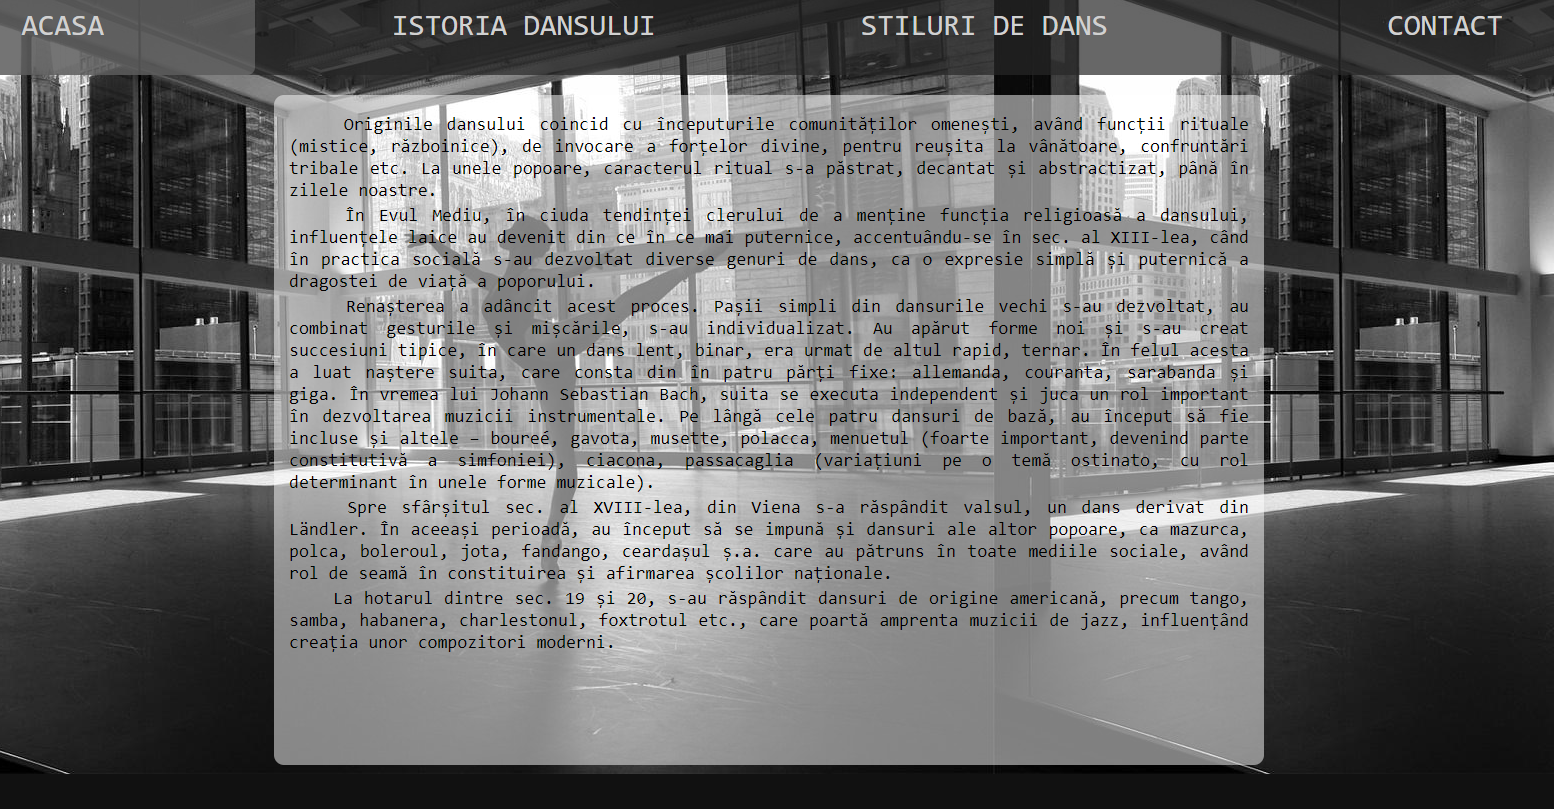 ACASA ISTORIA DANSULUI STILURI DE DANS CONTACT
Originile dansului coincid cu începuturile comunităților omenești, având funcții rituale
(mistice, războinice), de invocare a forțelor divine, pentru reușita la vânătoare, confruntări
tribale etc. La unele popoare, caracterul ritual s-a păstrat, decantat și abstractizat, până în
zilele noastre.
În Evul Mediu, în ciuda tendinței clerului de a menține funcția religioasă a dansului,
influențele laice au devenit din ce în ce mai puternice, accentuându-se în sec. al XIII-lea, când
în practica socială s-au dezvoltat diverse genuri de dans, ca o expresie simplă și puternică a
dragostei de viață a poporului.
Renașterea a adâncit acest proces. Pașii simpli din dansurile vechi s-au dezvoltat, au
combinat gesturile și mișcările, s-au individualizat. Au apărut forme noi și s-au creat
succesiuni tipice, în care un dans lent, binar, era urmat de altul rapid, ternar. În felul acesta
a luat naștere suita, care consta din în patru părți fixe: allemanda, couranta, sarabanda și
giga. În vremea lui Johann Sebastian Bach, suita se executa independent și juca un rol important
în dezvoltarea muzicii instrumentale. Pe lângă cele patru dansuri de bază, au început să fie
incluse și altele – boureé, gavota, musette, polacca, menuetul (foarte important, devenind parte
constitutivă a simfoniei), ciacona, passacaglia (variațiuni pe o temă ostinato, cu rol
determinant în unele forme muzicale).
Spre sfârșitul sec. al XVIII-lea, din Viena s-a răspândit valsul, un dans derivat din
Ländler. În aceeași perioadă, au început să se impună și dansuri ale altor popoare, ca mazurca,
polca, boleroul, jota, fandango, ceardașul ș.a. care au pătruns în toate mediile sociale, având
rol de seamă în constituirea și afirmarea școlilor naționale.
La hotarul dintre sec. 19 și 20, s-au răspândit dansuri de origine americană, precum tango,
samba, habanera, charlestonul, foxtrotul etc., care poartă amprenta muzicii de jazz, influențând
creația unor compozitori moderni.